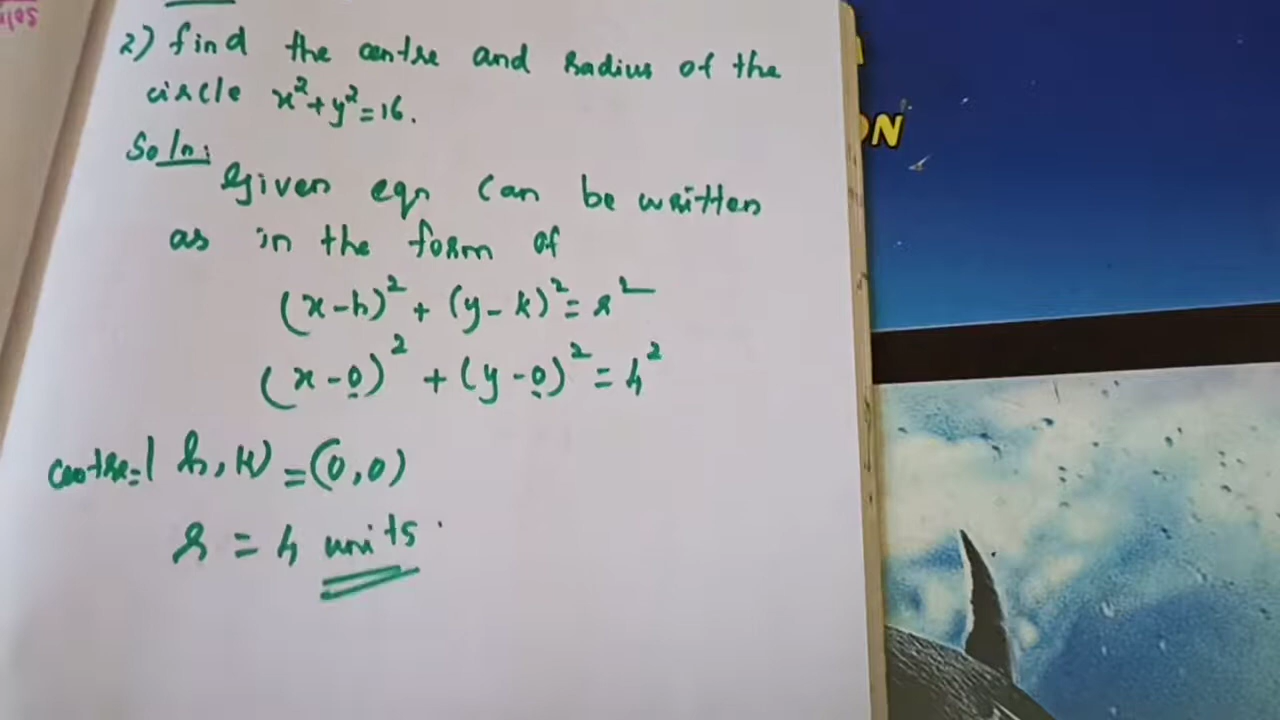 2) find the centre and radius of the
circle x²+y²=16.
Soln:
Given eqn can be written
as in the form of
(x-h)² + (y-k)² = r²
(x-0)² + (y-0)² = 4²
centre=(h,k) = (0,0)
r = 4 units.
ON